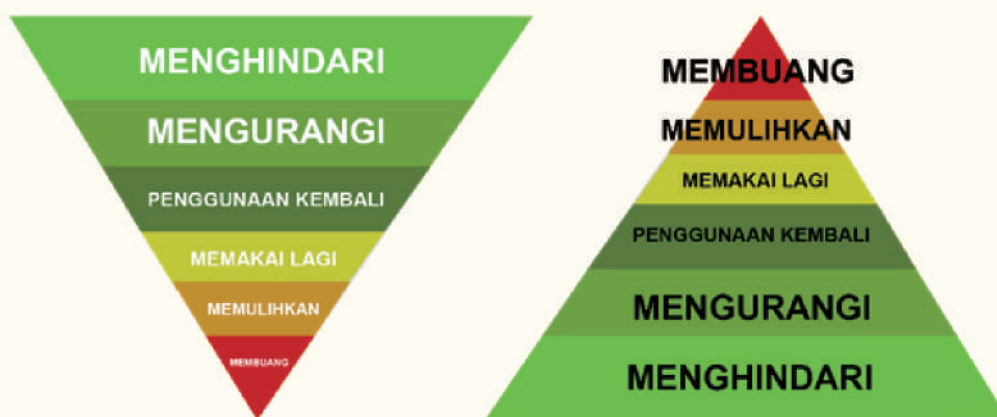 MENGHINDARI
MENGURANGI
PENGGUNAAN KEMBALI
MEMAKAI LAGI
MEMULIHKAN
MEMBUANG
MEMBUANG
MEMULIHKAN
MEMAKAI LAGI
PENGGUNAAN KEMBALI
MENGURANGI
MENGHINDARI